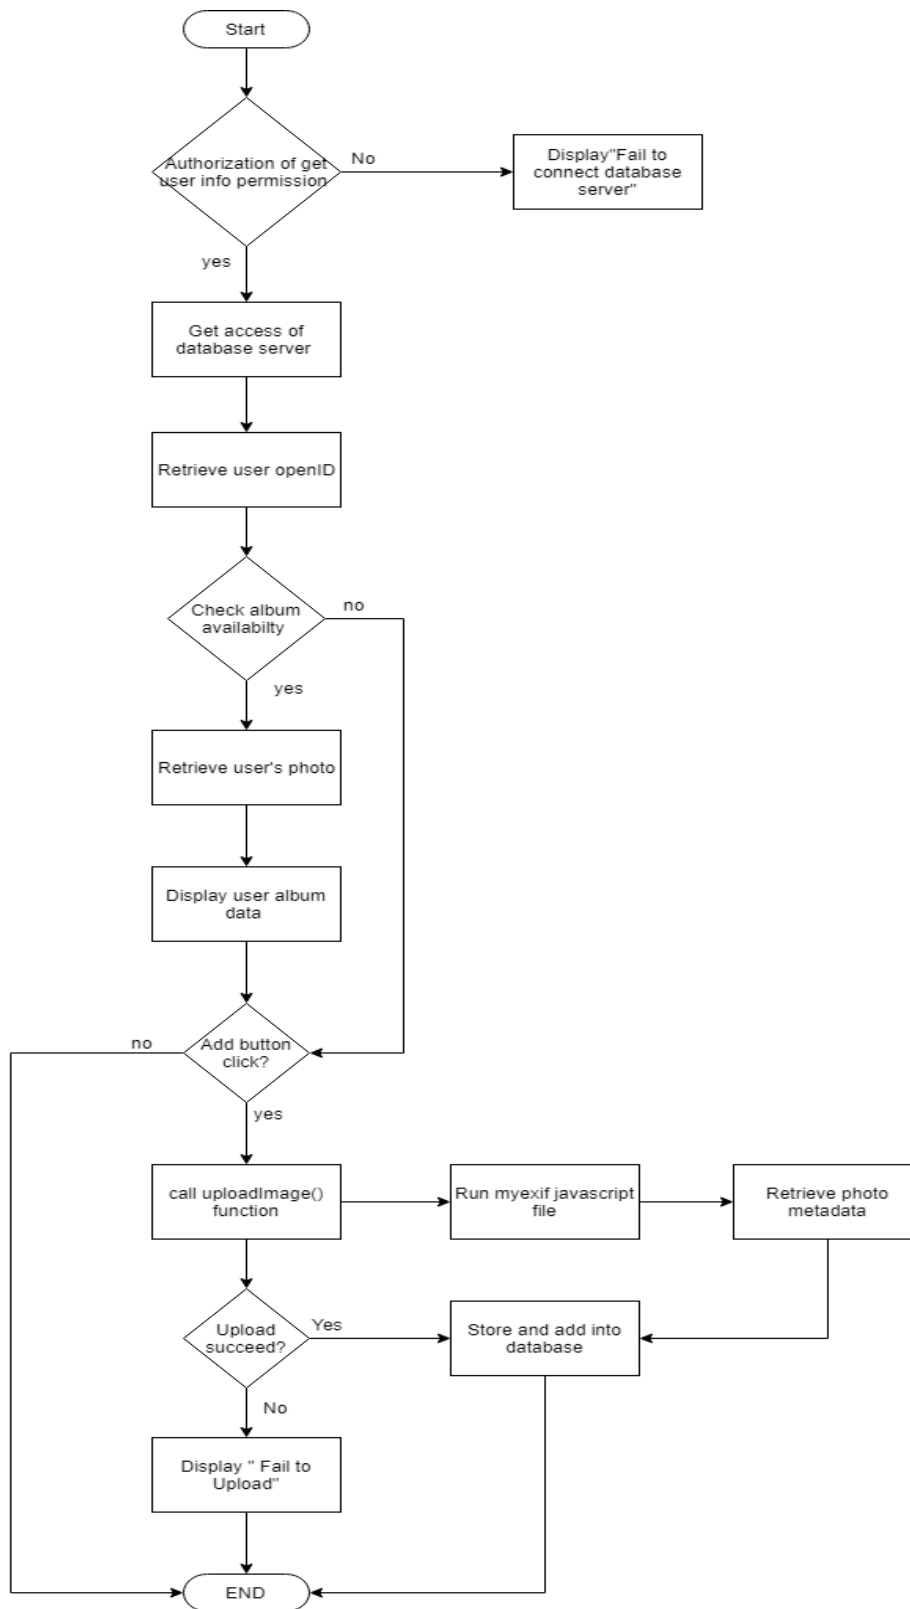 Start
Authorization of get
user info permission
No
Display"Fail to
connect database
server"
yes
Get access of
database server
Retrieve user openID
Check album
availabilty
no
yes
Retrieve user's photo
Display user album
data
no
Add button
click?
yes
call uploadImage()
function
Run myexif javascript
file
Retrieve photo
metadata
Upload
succeed?
Yes
Store and add into
database
No
Display " Fail to
Upload"
END